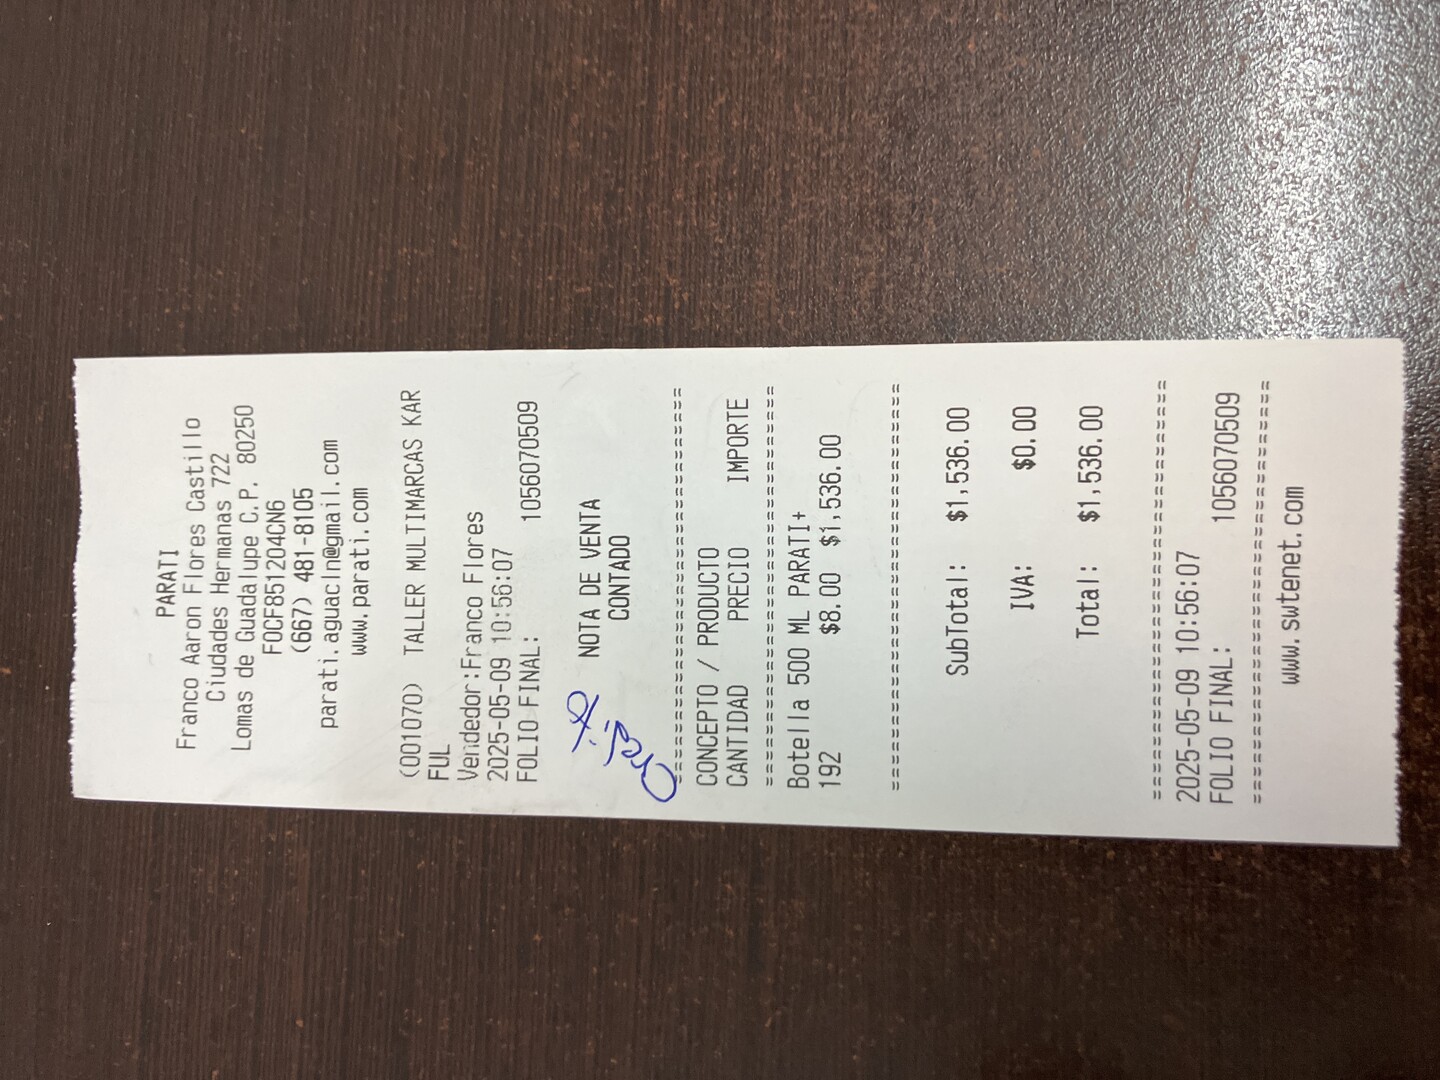 PARATI
Franco Aaron Flores Castillo
Ciudades Hermanas 722
Lomas de Guadalupe C.P. 80250
FOCF851204CN6
(667) 481-8105
parati.aguacln@gmail.com
www.parati.com
(001070) TALLER MULTIMARCAS KAR
FUL
Vendedor:Franco Flores
2025-05-09 10:56:07
FOLIO FINAL: 1056070509
NOTA DE VENTA
CONTADO
Credito
===============================
CONCEPTO / PRODUCTO
CANTIDAD PRECIO IMPORTE
===============================
Botella 500 ML PARATI+
192 $8.00 $1,536.00
===============================
SubTotal: $1,536.00
IVA: $0.00
Total: $1,536.00
===============================
2025-05-09 10:56:07
FOLIO FINAL: 1056070509
===============================
www.swtenet.com